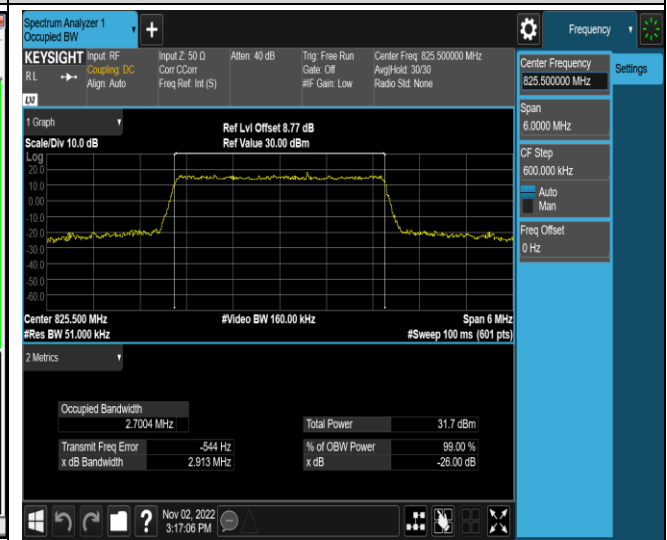 Spectrum Analyzer 1
Occupied BW
+
Frequency
KEYSIGHT
R L
LXI
Input: RF
Coupling: DC
Align: Auto
Input Z: 50 Ω
Corr CCorr
Freq Ref: Int (S)
Atten: 40 dB
Trig: Free Run
Gate: Off
#IF Gain: Low
Center Freq: 825.500000 MHz
Avg|Hold: 30/30
Radio Std: None
Center Frequency
825.500000 MHz
Settings
Span
6.0000 MHz
CF Step
600.000 kHz
Auto
Man
Freq Offset
0 Hz
1 Graph
Scale/Div 10.0 dB
Ref Lvl Offset 8.77 dB
Ref Value 30.00 dBm
Log
20.0
10.0
0.00
-10.0
-20.0
-30.0
-40.0
-50.0
-60.0
Center 825.500 MHz
#Video BW 160.00 kHz
Span 6 MHz
#Res BW 51.000 kHz
#Sweep 100 ms (601 pts)
2 Metrics
Occupied Bandwidth
2.7004 MHz
Total Power 31.7 dBm
Transmit Freq Error -544 Hz
% of OBW Power 99.00 %
x dB Bandwidth 2.913 MHz
x dB -26.00 dB
?
Nov 02, 2022
3:17:06 PM